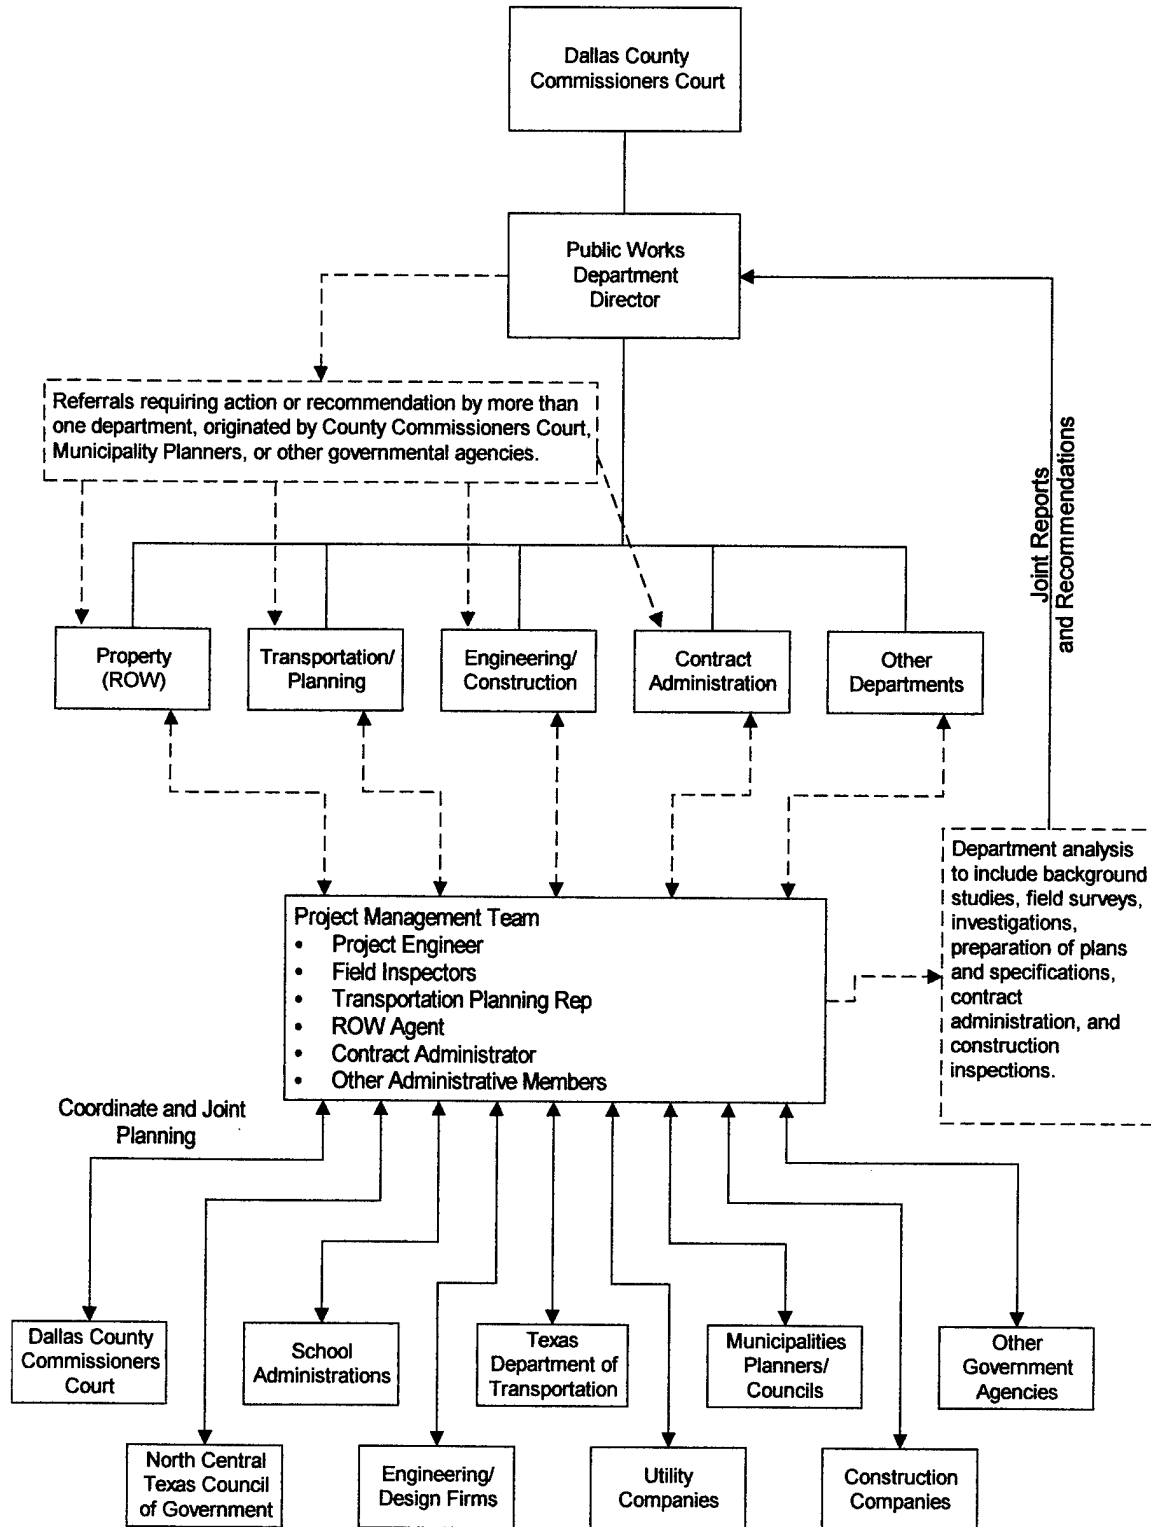 Dallas County
Commissioners Court
Public Works
Department
Director
Referrals requiring action or recommendation by more than
one department, originated by County Commissioners Court,
Municipality Planners, or other governmental agencies.
Joint Reports
and Recommendations
Property
(ROW)
Transportation/
Planning
Engineering/
Construction
Contract
Administration
Other
Departments
Project Management Team
• Project Engineer
• Field Inspectors
• Transportation Planning Rep
• ROW Agent
• Contract Administrator
• Other Administrative Members
Department analysis
to include background
studies, field surveys,
investigations,
preparation of plans
and specifications,
contract
administration, and
construction
inspections.
Coordinate and Joint
Planning
Dallas County
Commissioners
Court
School
Administrations
Texas
Department of
Transportation
Municipalities
Planners/
Councils
Other
Government
Agencies
North Central
Texas Council
of Government
Engineering/
Design Firms
Utility
Companies
Construction
Companies